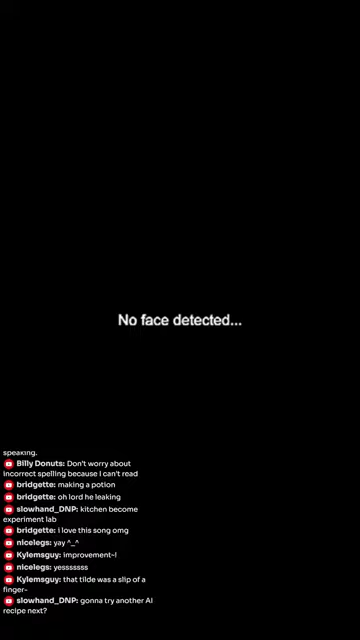 No face detected...
speaking.
Billy Donuts: Don't worry about
incorrect spelling because I can't read
bridgette: making a potion
bridgette: oh lord he leaking
slowhand_DNP: kitchen become
experiment lab
bridgette: i love this song omg
nicelegs: yay ^_^
Kylemsguy: improvement~!
nicelegs: yesssssss
Kylemsguy: that tilde was a slip of a
finger~
slowhand_DNP: gonna try another AI
recipe next?